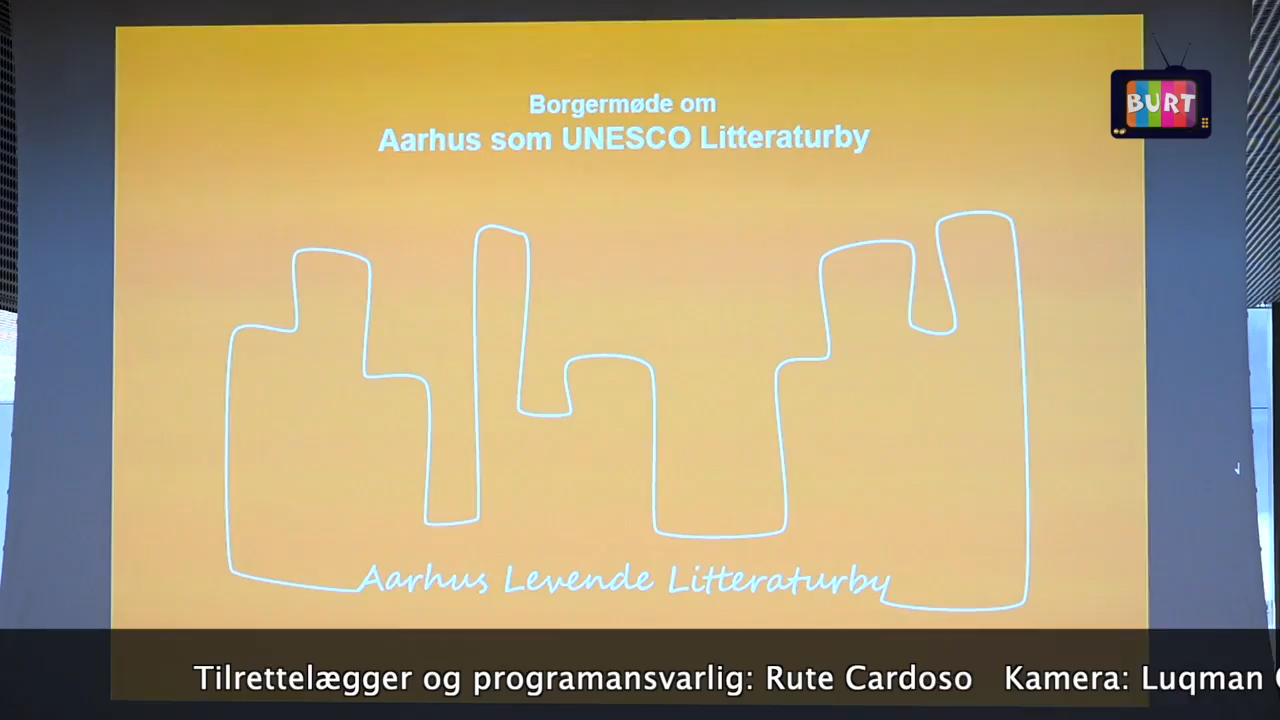 Borgermøde om
Aarhus som UNESCO Litteraturby
BURT
Aarhus Levende Litteraturby
Tilrettelægger og programansvarlig: Rute Cardoso Kamera: Luqman